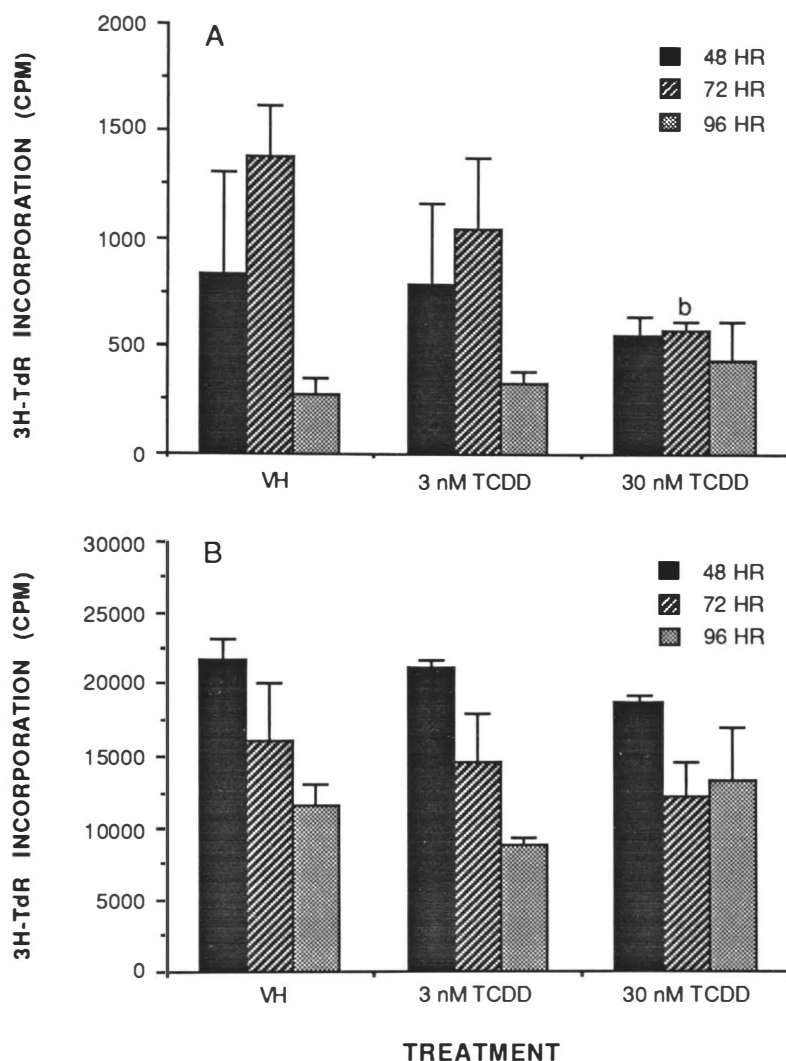 A
3H-TdR INCORPORATION (CPM)
2000
1500
1000
500
0
48 HR
72 HR
96 HR
b
VH
3 nM TCDD
30 nM TCDD
B
3H-TdR INCORPORATION (CPM)
30000
25000
20000
15000
10000
5000
0
48 HR
72 HR
96 HR
VH
3 nM TCDD
30 nM TCDD
TREATMENT